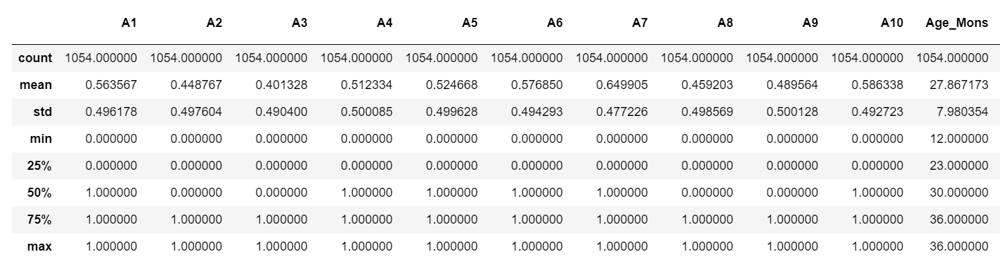 A1 A2 A3 A4 A5 A6 A7 A8 A9 A10 Age_Mons
count 1054.000000 1054.000000 1054.000000 1054.000000 1054.000000 1054.000000 1054.000000 1054.000000 1054.000000 1054.000000 1054.000000
mean 0.563567 0.448767 0.401328 0.512334 0.524668 0.576850 0.649905 0.459203 0.489564 0.586338 27.867173
std 0.496178 0.497604 0.490400 0.500085 0.499628 0.494293 0.477226 0.498569 0.500128 0.492723 7.980354
min 0.000000 0.000000 0.000000 0.000000 0.000000 0.000000 0.000000 0.000000 0.000000 0.000000 12.000000
25% 0.000000 0.000000 0.000000 0.000000 0.000000 0.000000 0.000000 0.000000 0.000000 0.000000 23.000000
50% 1.000000 0.000000 0.000000 1.000000 1.000000 1.000000 1.000000 0.000000 0.000000 1.000000 30.000000
75% 1.000000 1.000000 1.000000 1.000000 1.000000 1.000000 1.000000 1.000000 1.000000 1.000000 36.000000
max 1.000000 1.000000 1.000000 1.000000 1.000000 1.000000 1.000000 1.000000 1.000000 1.000000 36.000000